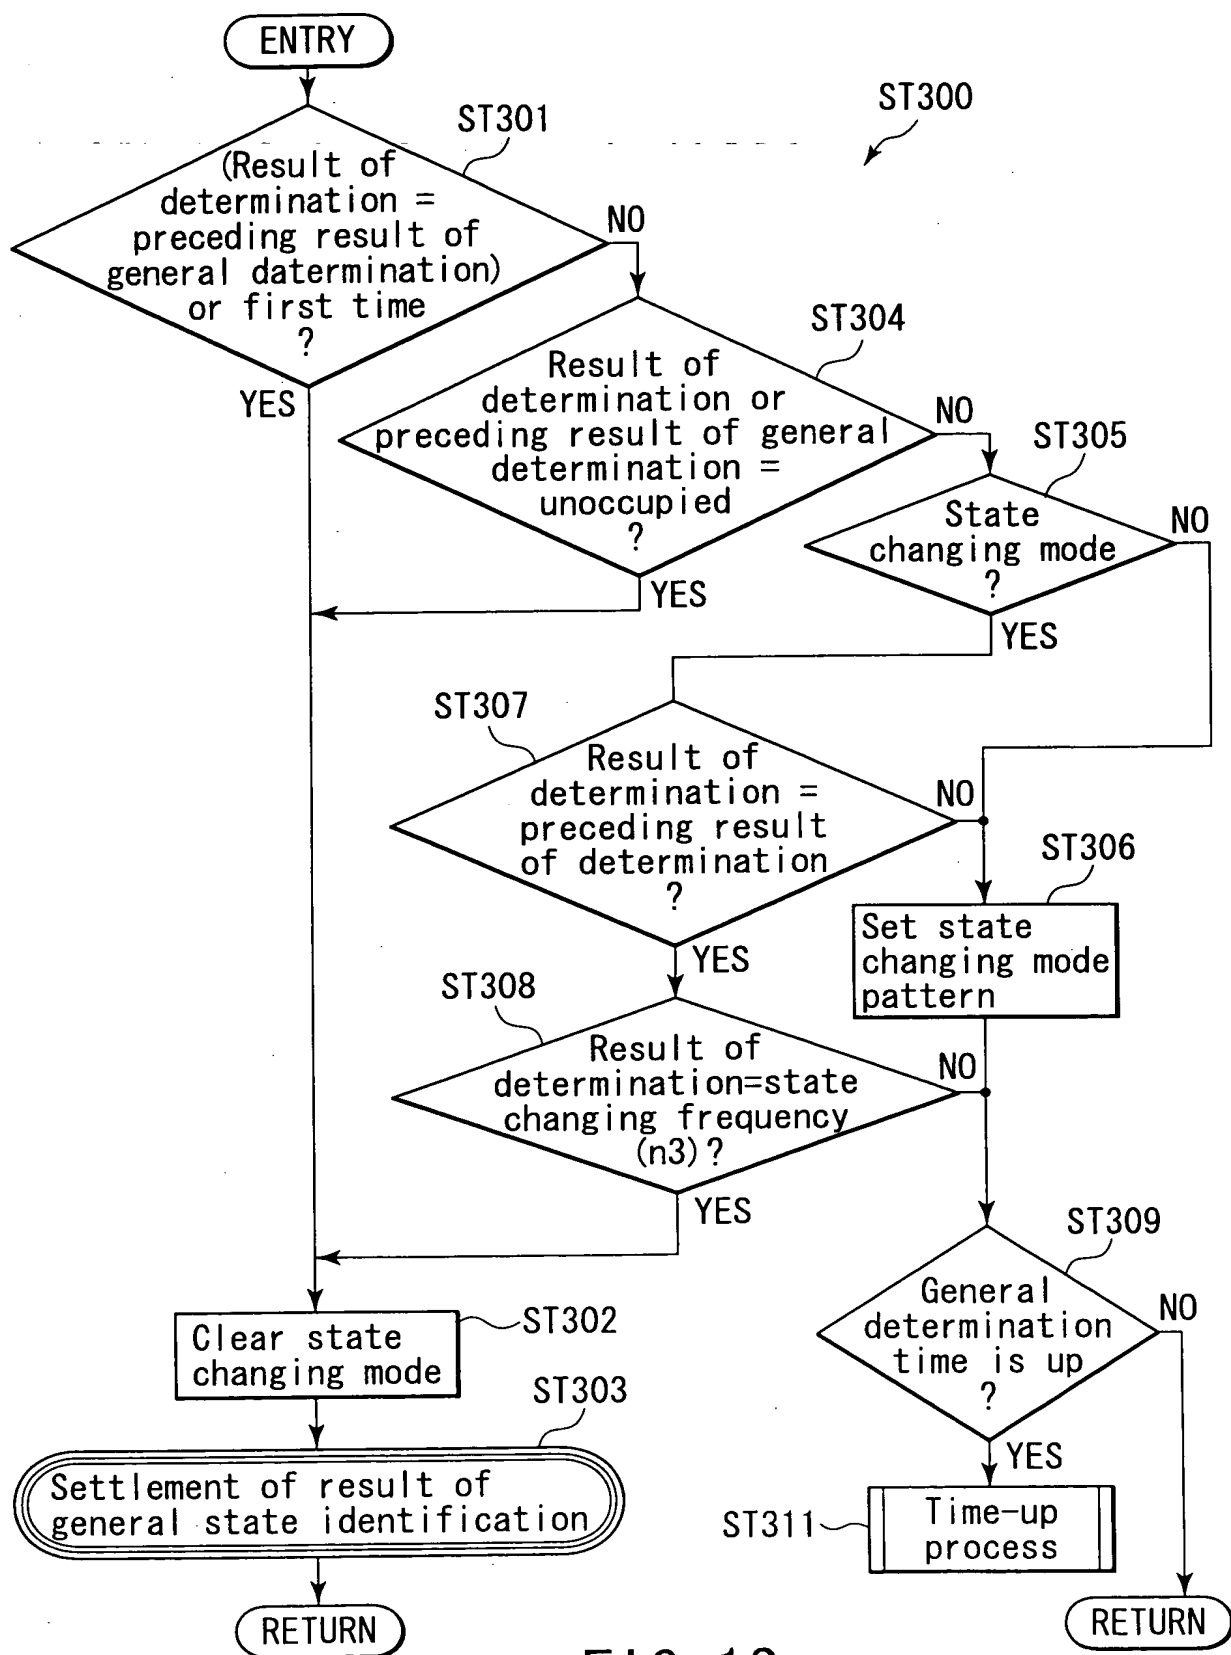 ENTRY
ST300
ST301
(Result of
determination =
preceding result of
general datermination)
or first time
?
NO
YES
ST304
Result of
determination or
preceding result of general
determination =
unoccupied
?
NO
YES
ST305
State
changing mode
?
NO
YES
ST307
Result of
determination =
preceding result
of determination
?
NO
YES
ST306
Set state
changing mode
pattern
ST308
Result of
determination=state
changing frequency
(n3)?
NO
YES
ST309
General
determination
time is up
?
NO
YES
ST302
Clear state
changing mode
ST303
Settlement of result of
general state identification
ST311
Time-up
process
RETURN
RETURN